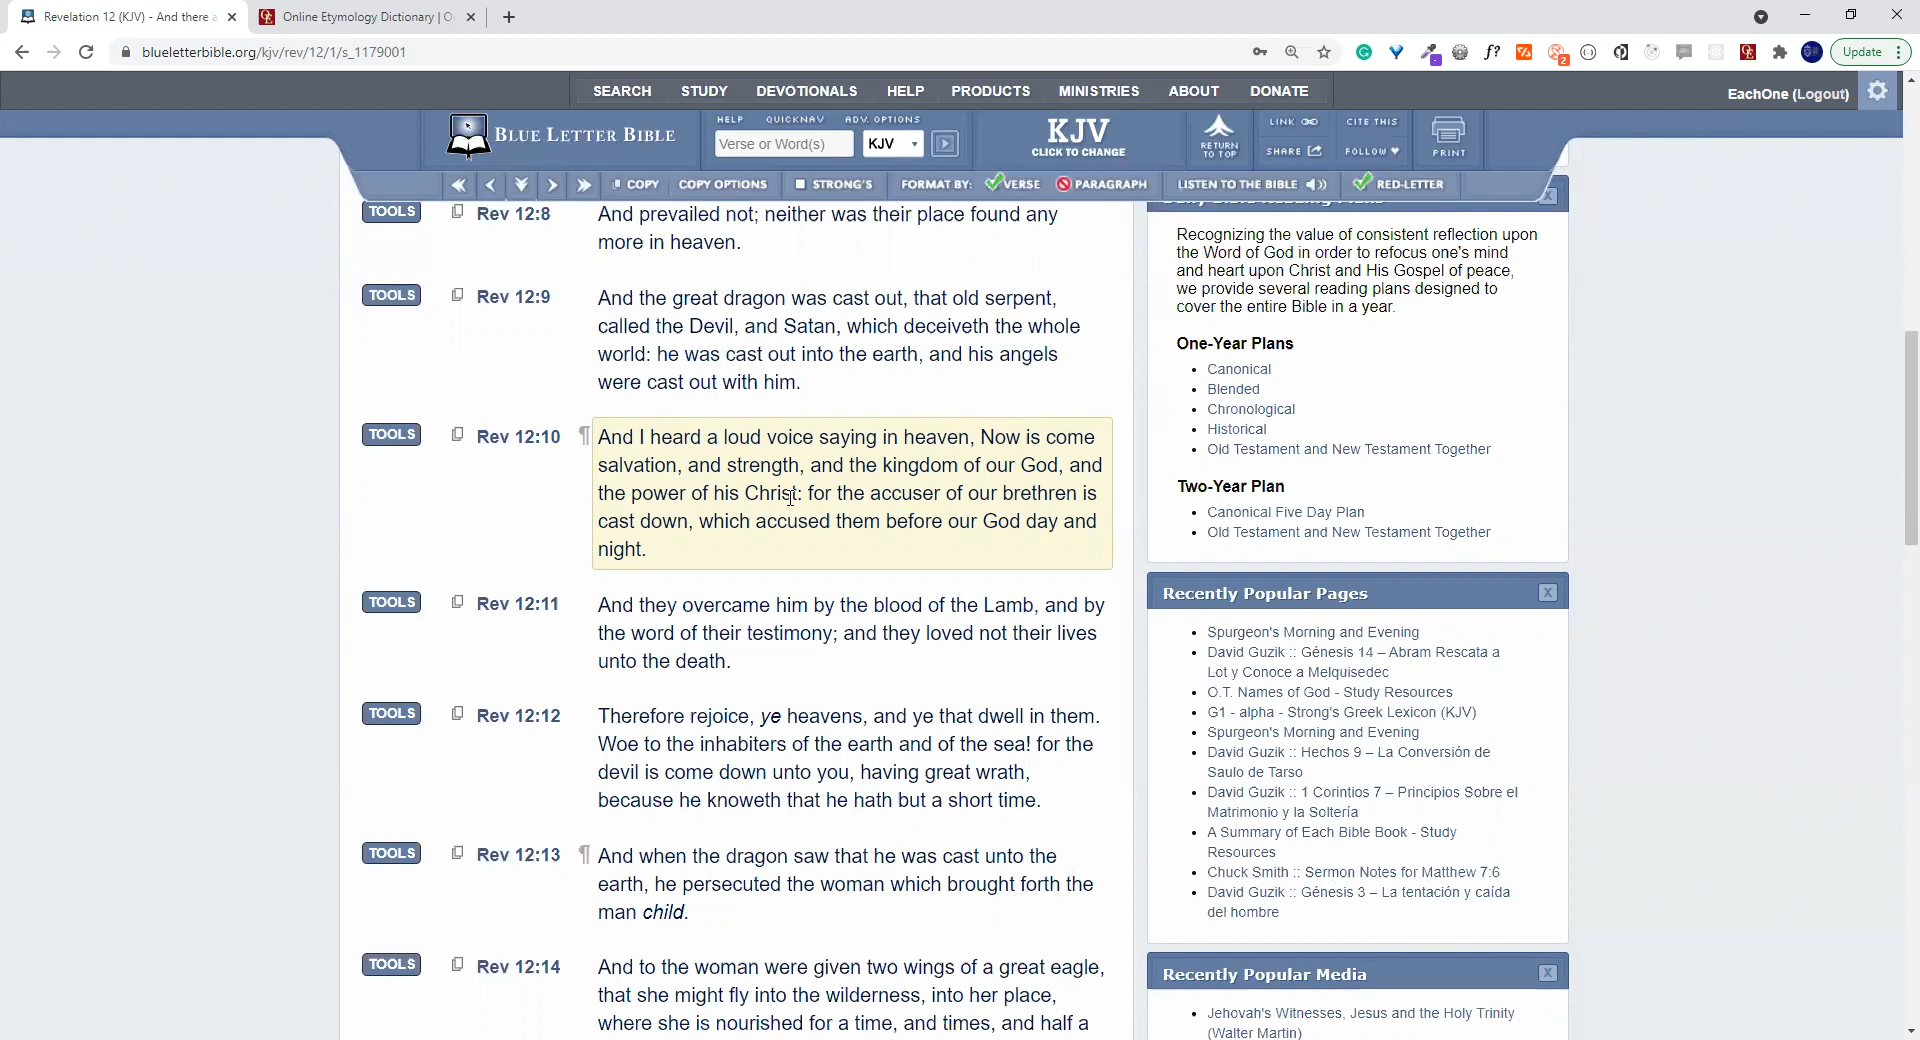 Revelation 12 (KJV) - And there a
Online Etymology Dictionary | O
blueletterbible.org/kjv/rev/12/1/s_1179001
Update
SEARCH STUDY DEVOTIONALS HELP PRODUCTS MINISTRIES ABOUT DONATE
EachOne (Logout)
BLUE LETTER BIBLE
HELP QUICKNAV ADV. OPTIONS
Verse or Word(s) KJV
KJV
CLICK TO CHANGE
RETURN
TO TOP
LINK CITE THIS
SHARE FOLLOW
PRINT
COPY COPY OPTIONS STRONG'S FORMAT BY: VERSE PARAGRAPH LISTEN TO THE BIBLE RED-LETTER
TOOLS Rev 12:8 And prevailed not; neither was their place found any
more in heaven.
TOOLS Rev 12:9 And the great dragon was cast out, that old serpent,
called the Devil, and Satan, which deceiveth the whole
world: he was cast out into the earth, and his angels
were cast out with him.
TOOLS Rev 12:10 ¶ And I heard a loud voice saying in heaven, Now is come
salvation, and strength, and the kingdom of our God, and
the power of his Christ: for the accuser of our brethren is
cast down, which accused them before our God day and
night.
TOOLS Rev 12:11 And they overcame him by the blood of the Lamb, and by
the word of their testimony; and they loved not their lives
unto the death.
TOOLS Rev 12:12 Therefore rejoice, ye heavens, and ye that dwell in them.
Woe to the inhabiters of the earth and of the sea! for the
devil is come down unto you, having great wrath,
because he knoweth that he hath but a short time.
TOOLS Rev 12:13 ¶ And when the dragon saw that he was cast unto the
earth, he persecuted the woman which brought forth the
man child.
TOOLS Rev 12:14 And to the woman were given two wings of a great eagle,
that she might fly into the wilderness, into her place,
where she is nourished for a time, and times, and half a
Recognizing the value of consistent reflection upon
the Word of God in order to refocus one's mind
and heart upon Christ and His Gospel of peace,
we provide several reading plans designed to
cover the entire Bible in a year.
One-Year Plans
Canonical
Blended
Chronological
Historical
Old Testament and New Testament Together
Two-Year Plan
Canonical Five Day Plan
Old Testament and New Testament Together
Recently Popular Pages
Spurgeon's Morning and Evening
David Guzik :: Génesis 14 – Abram Rescata a
Lot y Conoce a Melquisedec
O.T. Names of God - Study Resources
G1 - alpha - Strong's Greek Lexicon (KJV)
Spurgeon's Morning and Evening
David Guzik :: Hechos 9 – La Conversión de
Saulo de Tarso
David Guzik :: 1 Corintios 7 – Principios Sobre el
Matrimonio y la Soltería
A Summary of Each Bible Book - Study
Resources
Chuck Smith :: Sermon Notes for Matthew 7:6
David Guzik :: Génesis 3 – La tentación y caída
del hombre
Recently Popular Media
Jehovah's Witnesses, Jesus and the Holy Trinity
(Walter Martin)